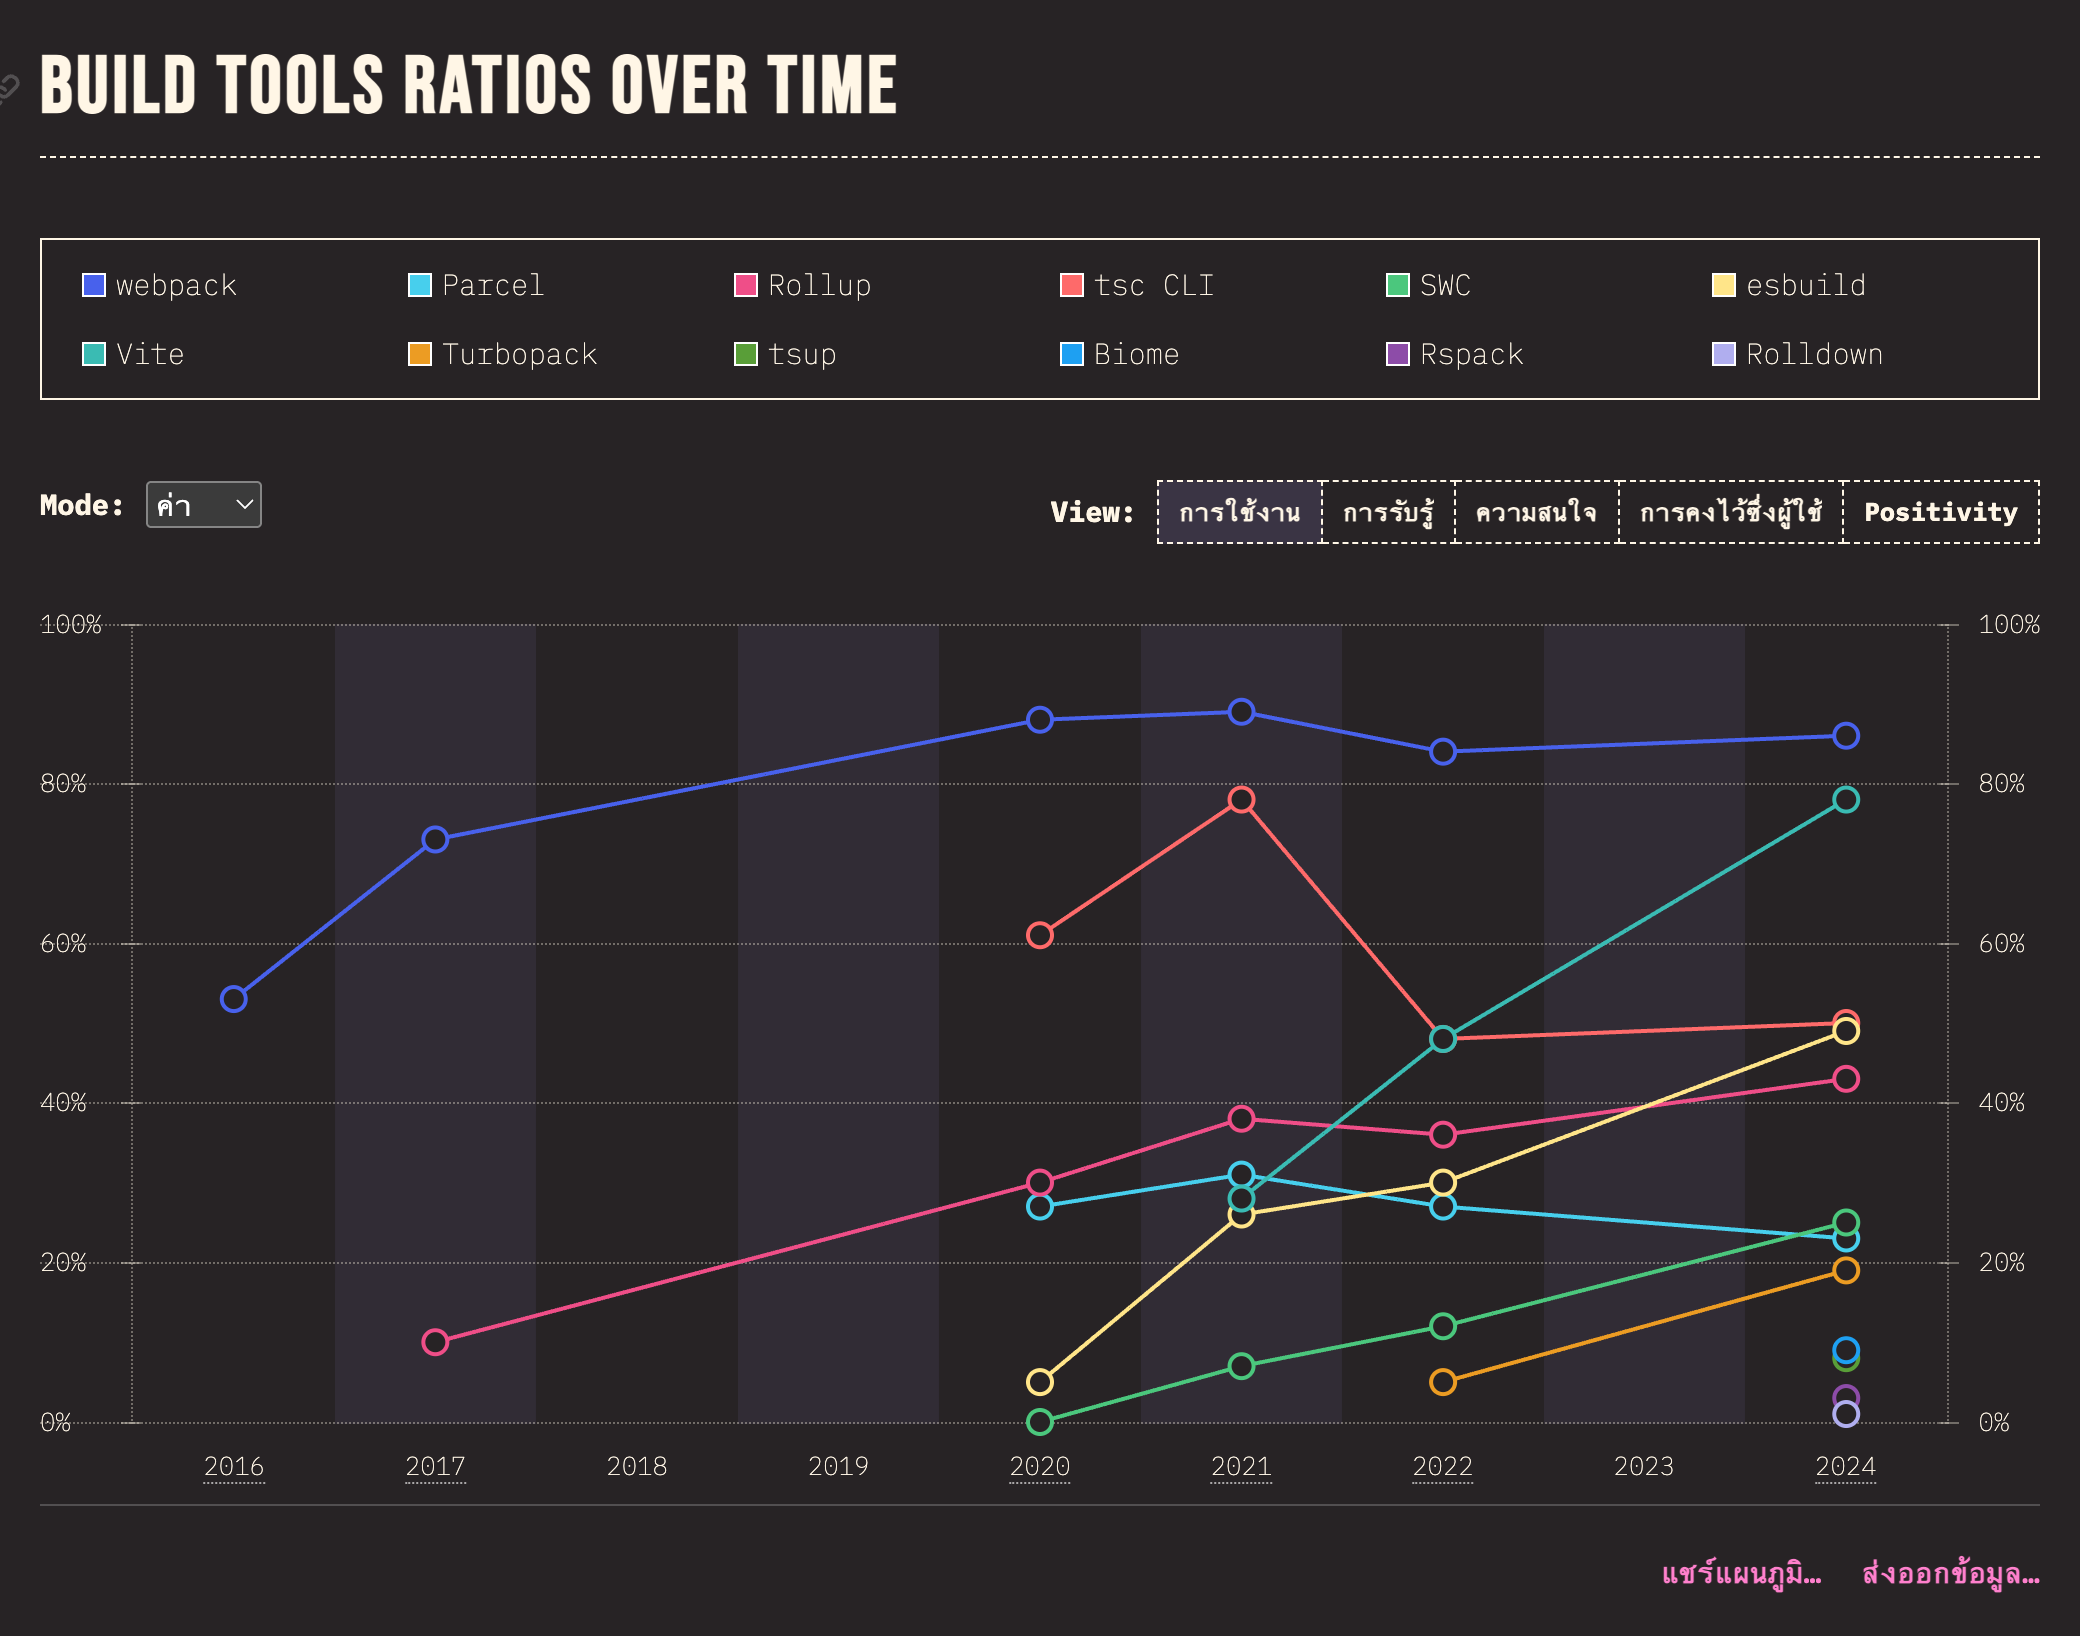 BUILD TOOLS RATIOS OVER TIME
webpack Parcel Rollup tsc CLI SWC esbuild
Vite Turbopack tsup Biome Rspack Rolldown
Mode: ค่า View: การใช้งาน การรับรู้ ความสนใจ การคงไว้ซึ่งผู้ใช้ Positivity
100% 100%
80% 80%
60% 60%
40% 40%
20% 20%
0% 0%
2016 2017 2018 2019 2020 2021 2022 2023 2024
แชร์แผนภูมิ… ส่งออกข้อมูล…